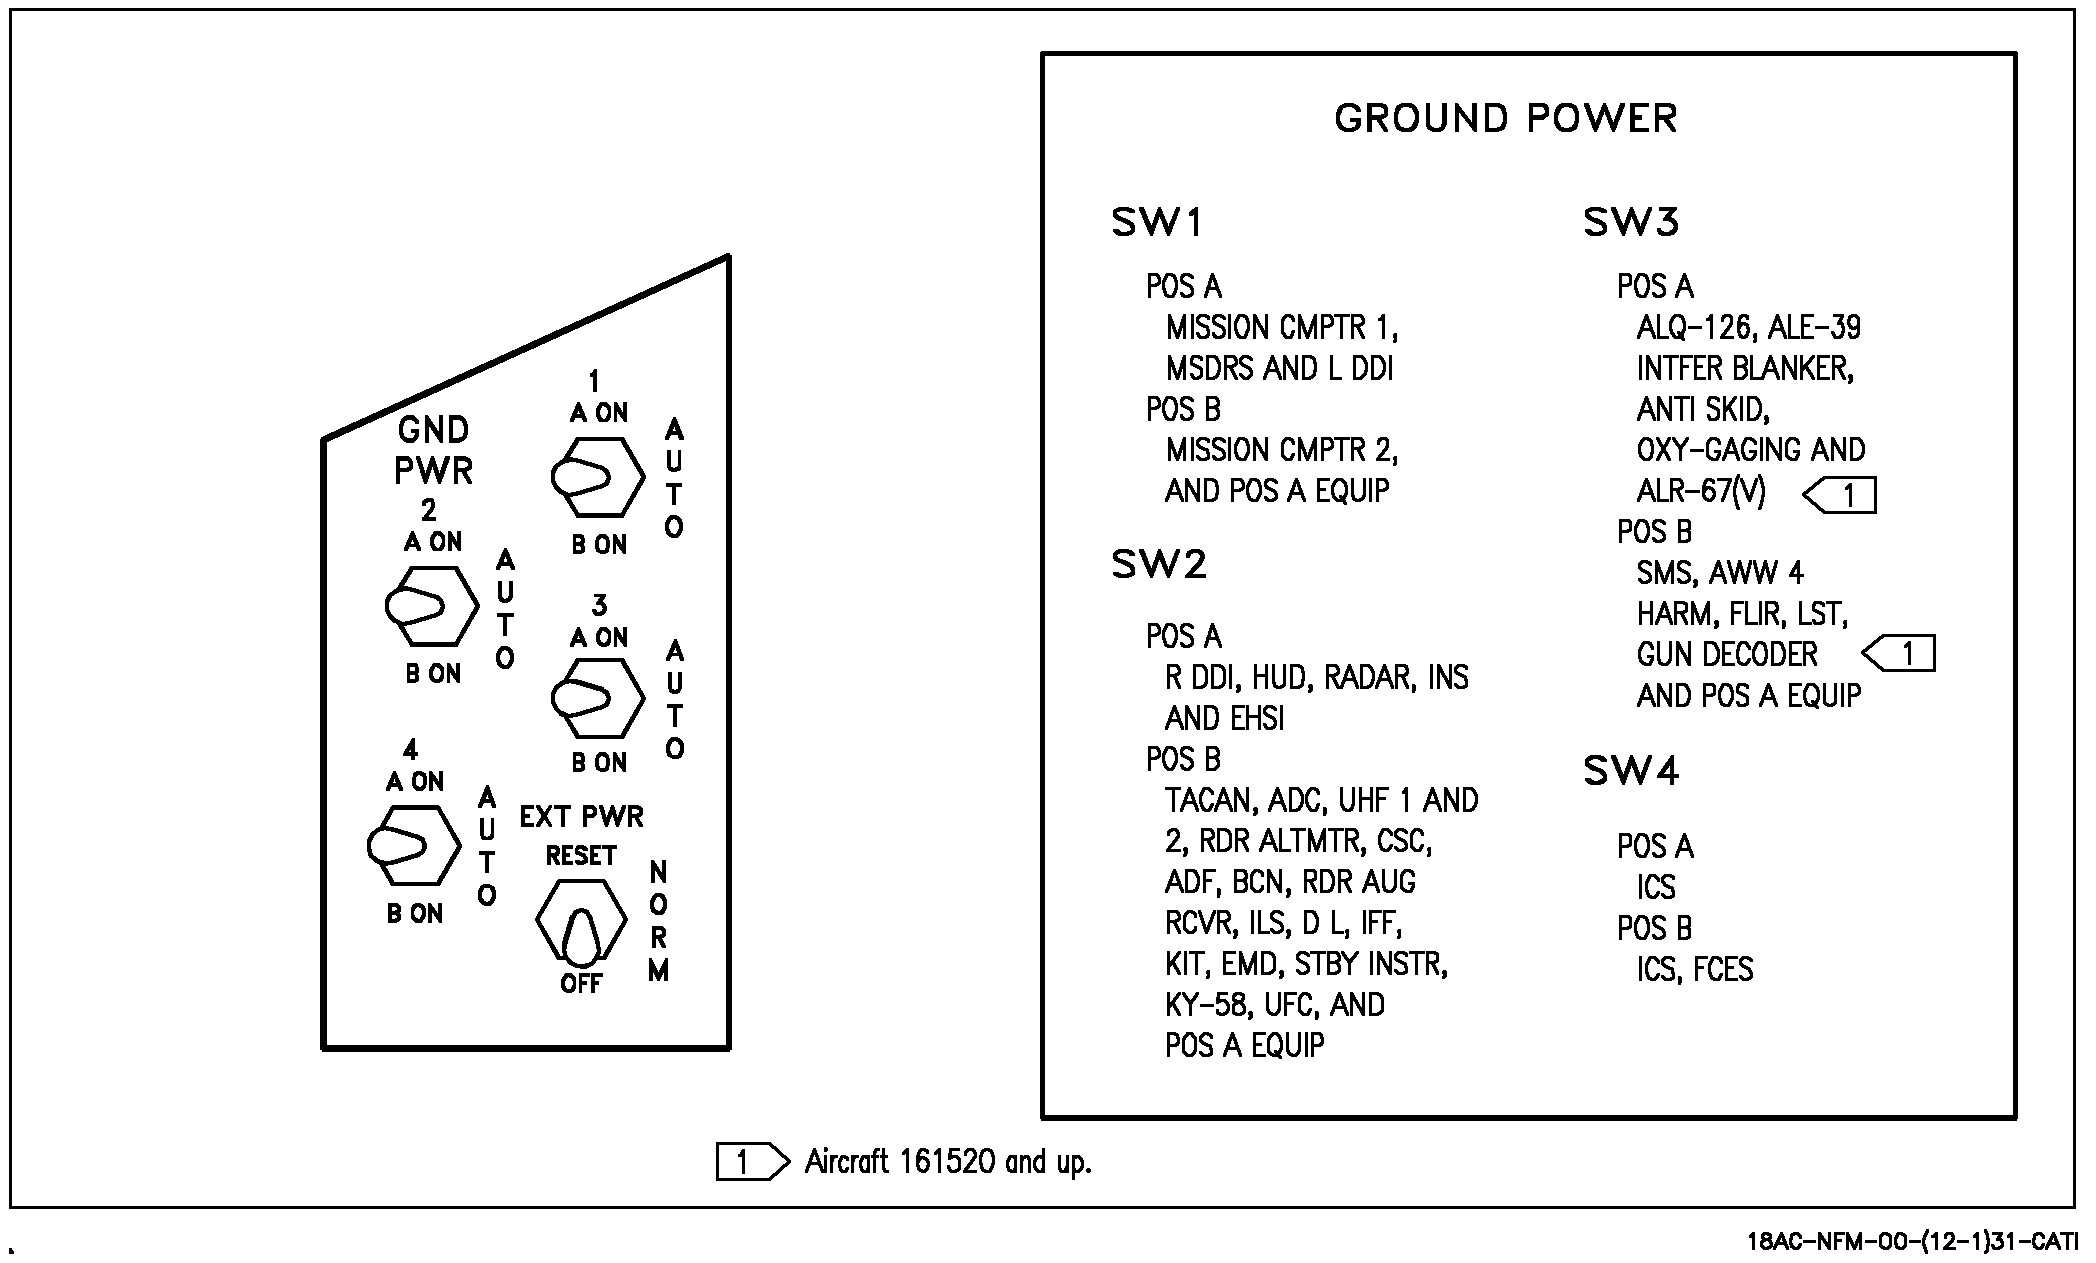 GND
PWR
1
A ON
B ON
A
U
T
O
2
A ON
B ON
A
U
T
O
3
A ON
B ON
A
U
T
O
4
A ON
B ON
A
U
T
O
EXT PWR
RESET
OFF
N
O
R
M
GROUND POWER
SW1
POS A
MISSION CMPTR 1,
MSDRS AND L DDI
POS B
MISSION CMPTR 2,
AND POS A EQUIP
SW2
POS A
R DDI, HUD, RADAR, INS
AND EHSI
POS B
TACAN, ADC, UHF 1 AND
2, RDR ALTMTR, CSC,
ADF, BCN, RDR AUG
RCVR, ILS, D L, IFF,
KIT, EMD, STBY INSTR,
KY-58, UFC, AND
POS A EQUIP
SW3
POS A
ALQ-126, ALE-39
INTFER BLANKER,
ANTI SKID,
OXY-GAGING AND
ALR-67(V) 1
POS B
SMS, AWW 4
HARM, FLIR, LST,
GUN DECODER 1
AND POS A EQUIP
SW4
POS A
ICS
POS B
ICS, FCES
1 Aircraft 161520 and up.
18AC-NFM-00-(12-1)31-CATI